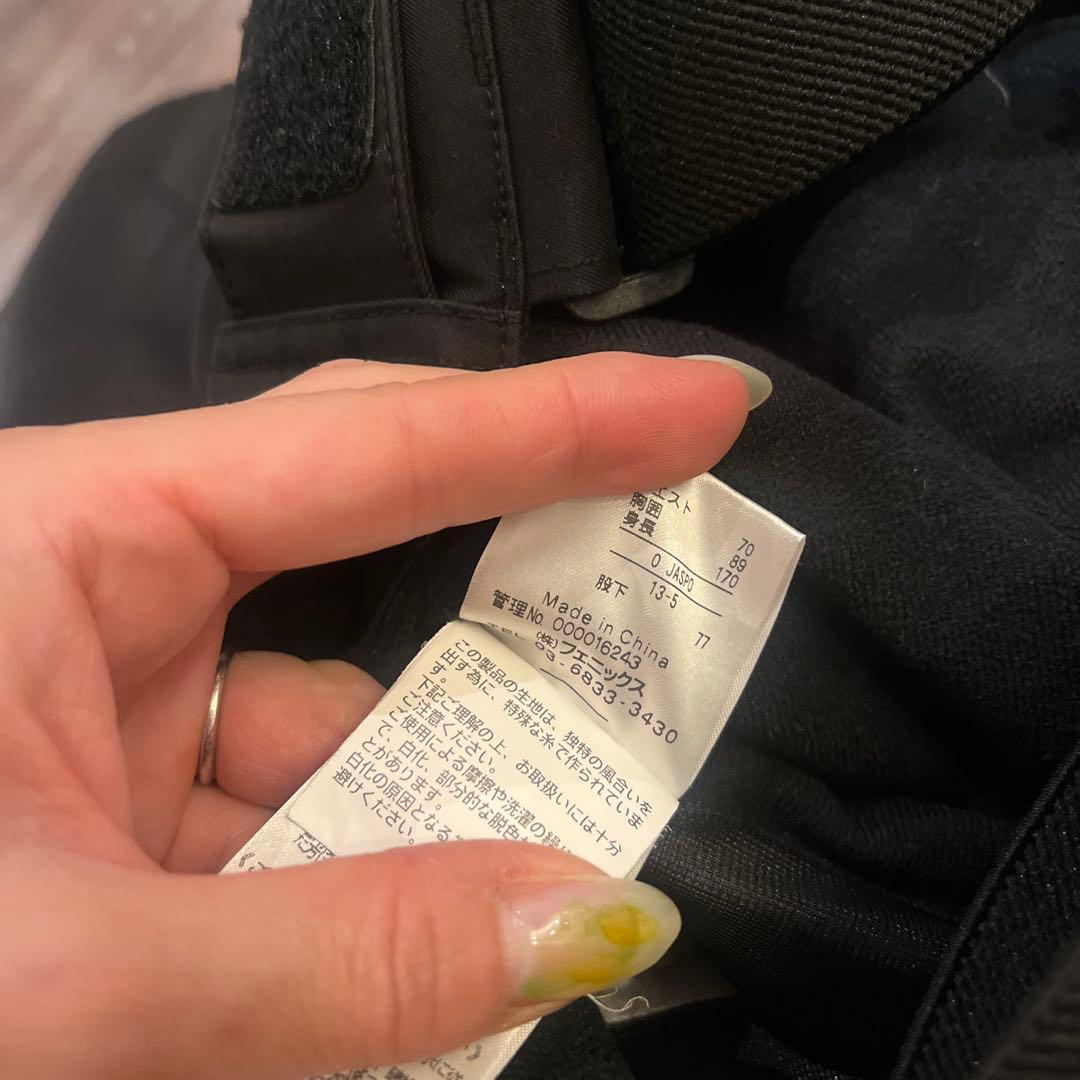 エスト 70
胸囲 89
身長 170
O JASPO 13-5
股下 77
Made in China
管理No. 000016243
(株)フェニックス
03-6833-3430
この製品の生地は、独特の風合いを
出す為に、特殊な糸で作られていま
す。
下記ご理解の上、お取扱いには十分
ご注意ください。
ご使用による摩擦や洗濯の繰
で、白化、部分的な脱色
とがあります。
白化の原因となる
避けください。